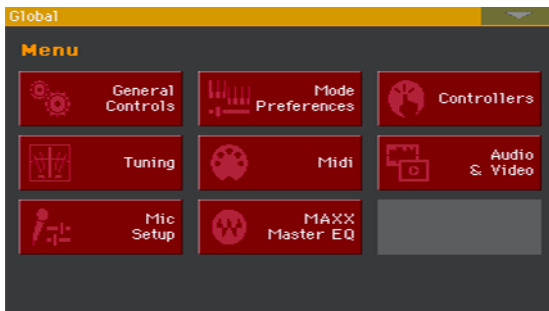 Global
Menu
General
Controls
Mode
Preferences
Controllers
Tuning
Midi
Audio
& Video
Mic
Setup
MAXX
Master EQ